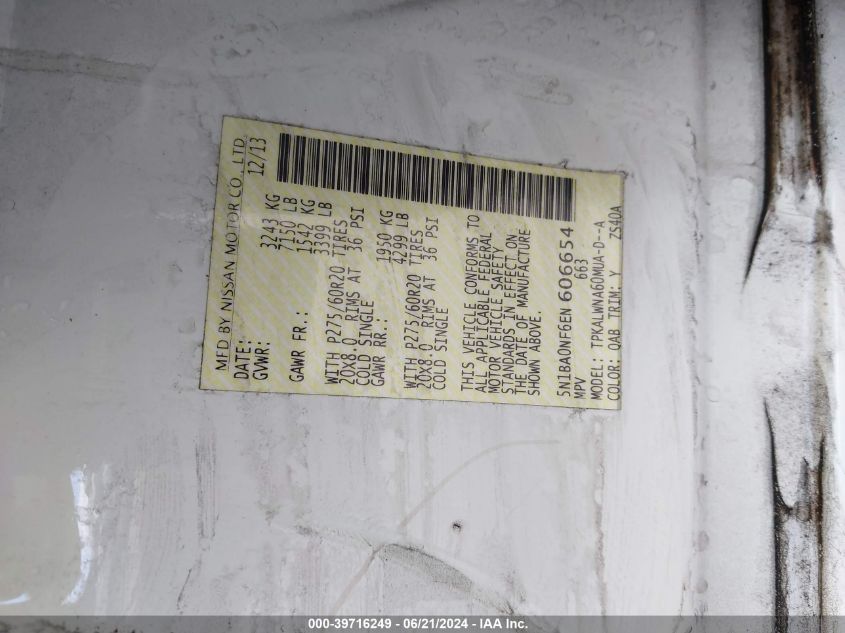 MFD BY NISSAN MOTOR CO., LTD.
DATE: 12/13
GVWR: 3243 KG
7150 LB
GAWR FR.: 1542 KG
3399 LB
WITH P275/60R20 TIRES
20X8.0 RIMS AT 36 PSI
COLD SINGLE
GAWR RR.: 1950 KG
4299 LB
WITH P275/60R20 TIRES
20X8.0 RIMS AT 36 PSI
COLD SINGLE
THIS VEHICLE CONFORMS TO
ALL APPLICABLE FEDERAL
MOTOR VEHICLE SAFETY
STANDARDS IN EFFECT ON
THE DATE OF MANUFACTURE
SHOWN ABOVE.
5N1BA0NF6EN 606654
MPV 663
MODEL: TPKALWNA60MUA-D--A
COLOR: QAB TRIM: Y Z540A
000-39716249 - 06/21/2024 - IAA Inc.